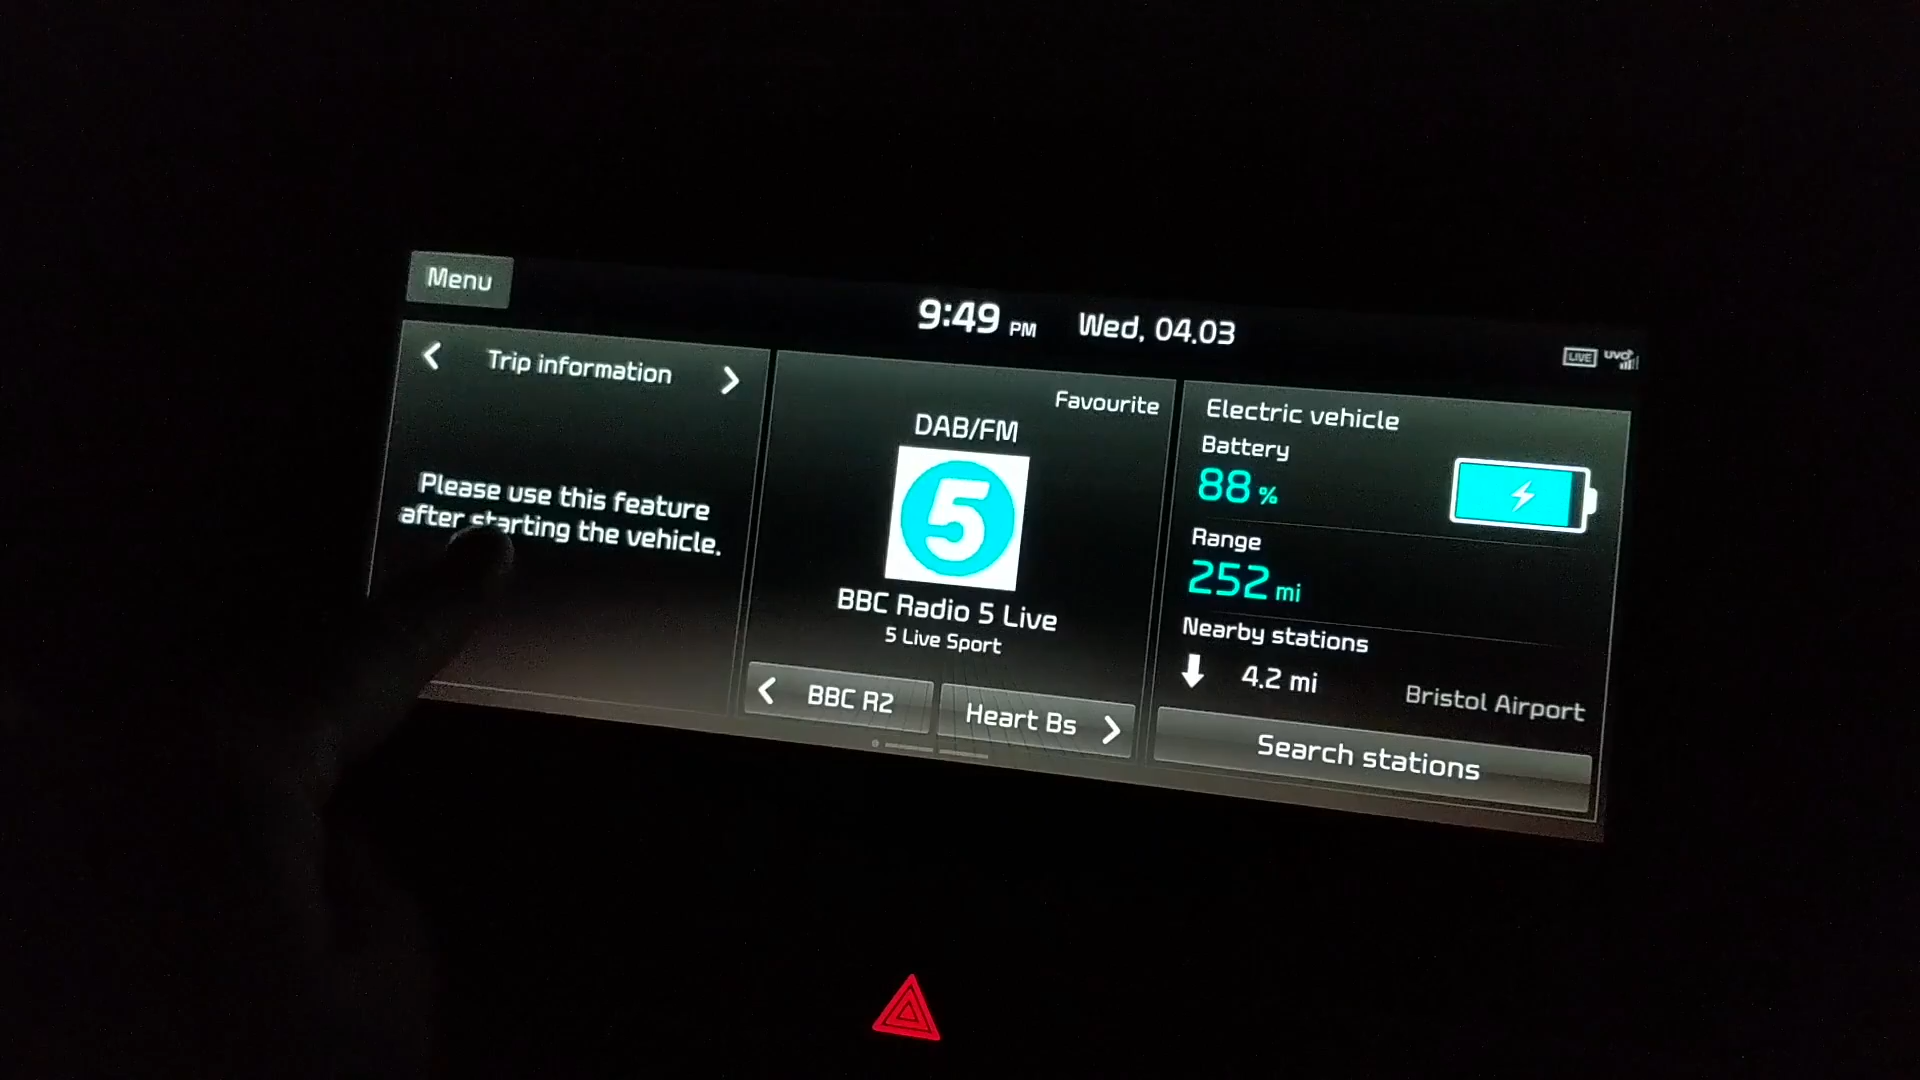 Menu
9:49 PM Wed, 04.03
LIVE UVO
Trip information
Please use this feature
after starting the vehicle.
Favourite
DAB/FM
5
BBC Radio 5 Live
5 Live Sport
BBC R2
Heart Bs
Electric vehicle
Battery
88 %
Range
252 mi
Nearby stations
4.2 mi
Bristol Airport
Search stations